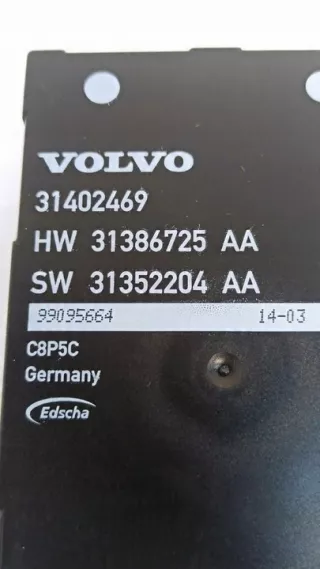 VOLVO
31402469
HW 31386725 AA
SW 31352204 AA
99095664 14-03
C8P5C
Germany
Edscha